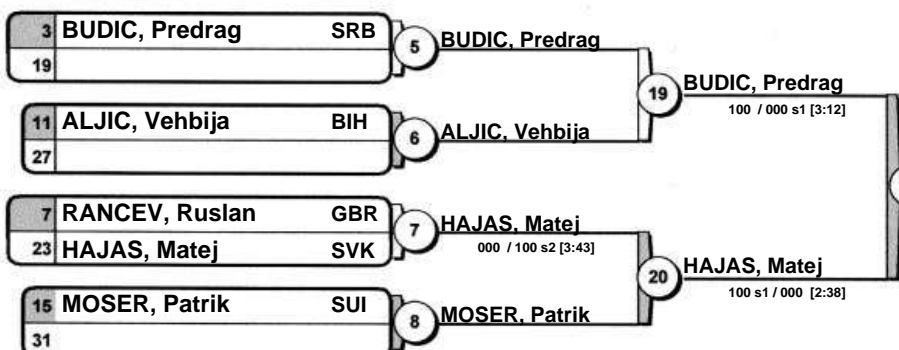 3 BUDIC, Predrag SRB
19
5
BUDIC, Predrag
11 ALJIC, Vehbija BIH
27
6
ALJIC, Vehbija
19
BUDIC, Predrag
100 / 000 s1 [3:12]
7 RANCEV, Ruslan GBR
23 HAJAS, Matej SVK
7
HAJAS, Matej
000 / 100 s2 [3:43]
15 MOSER, Patrik SUI
31
8
MOSER, Patrik
20
HAJAS, Matej
100 s1 / 000 [2:38]